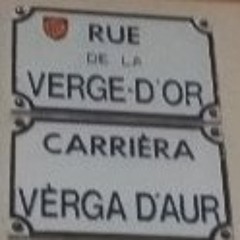 RUE
DE LA
VERGE-D'OR
CARRIÈRA
VÈRGA D'AUR